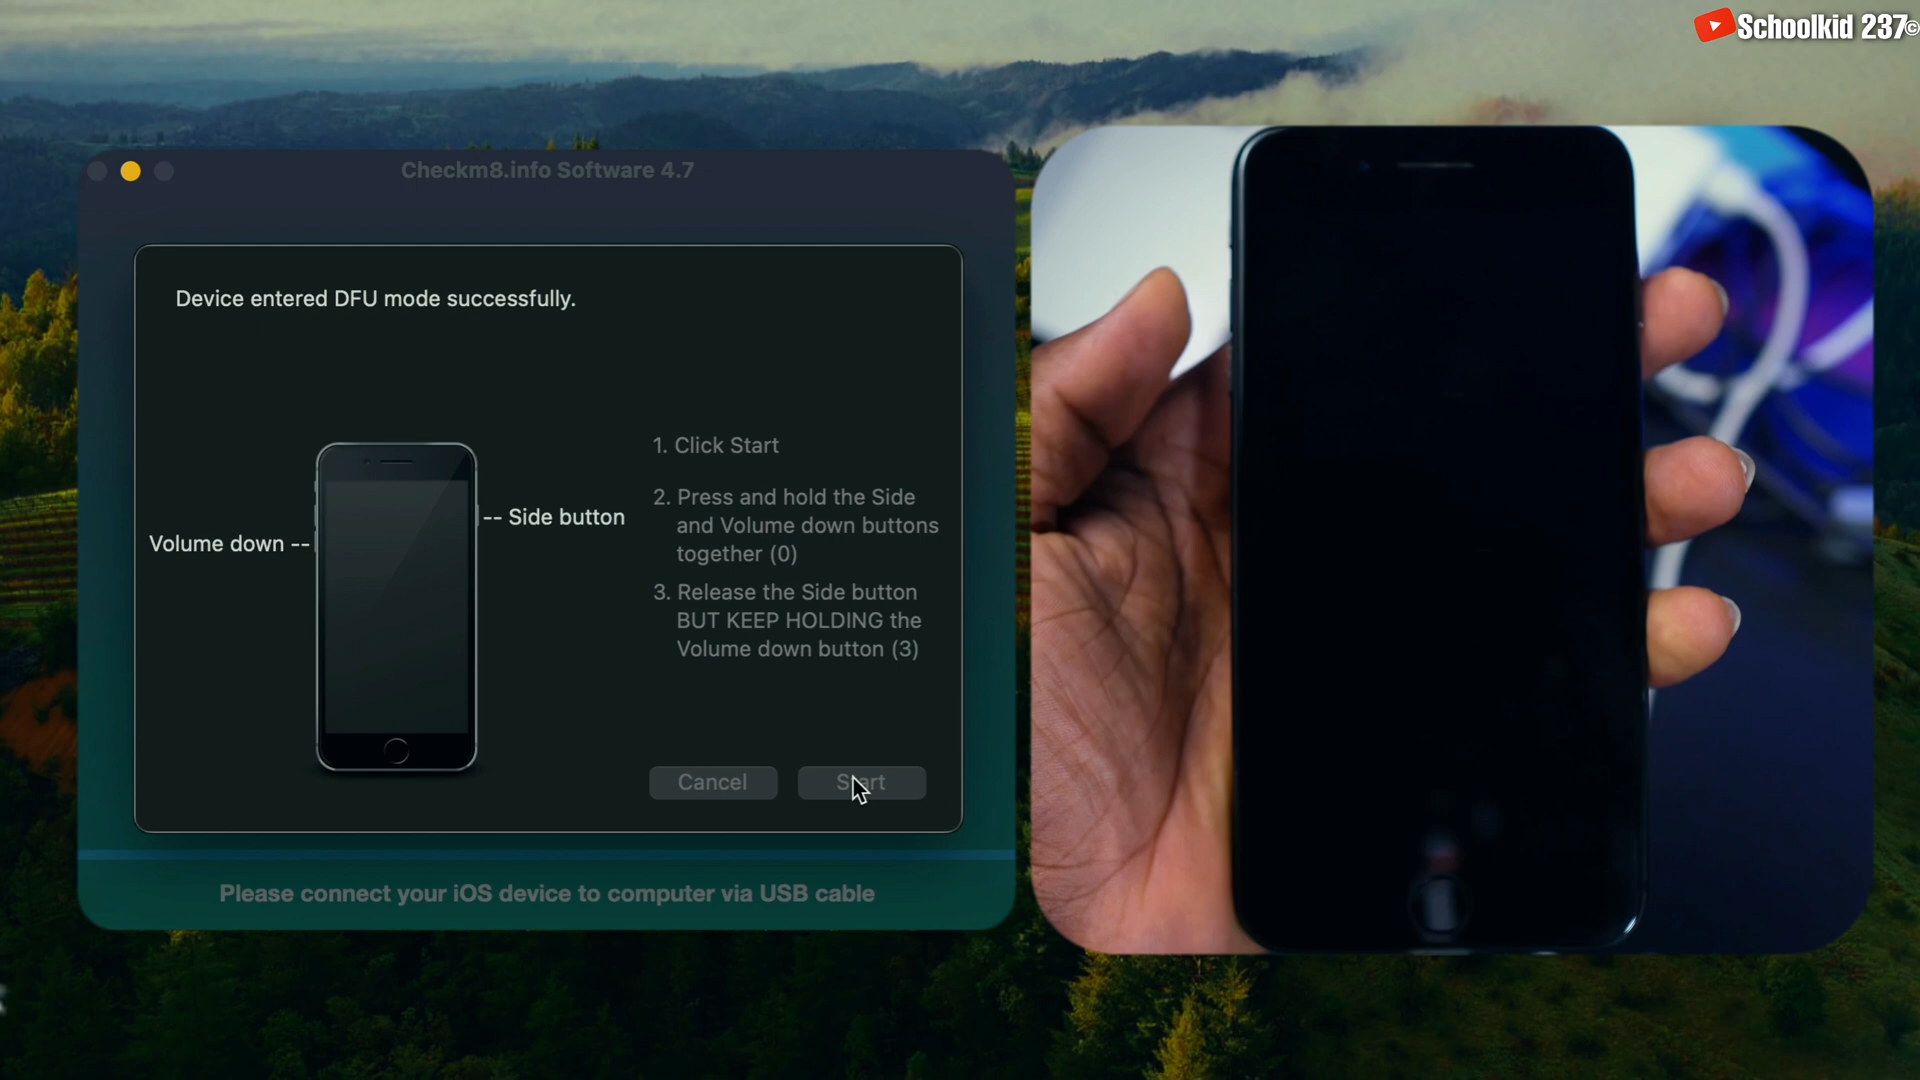 Schoolkid 237©
Checkm8.info Software 4.7
Device entered DFU mode successfully.
1. Click Start
2. Press and hold the Side
and Volume down buttons
together (0)
-- Side button
Volume down --
3. Release the Side button
BUT KEEP HOLDING the
Volume down button (3)
Cancel
Start
Please connect your iOS device to computer via USB cable